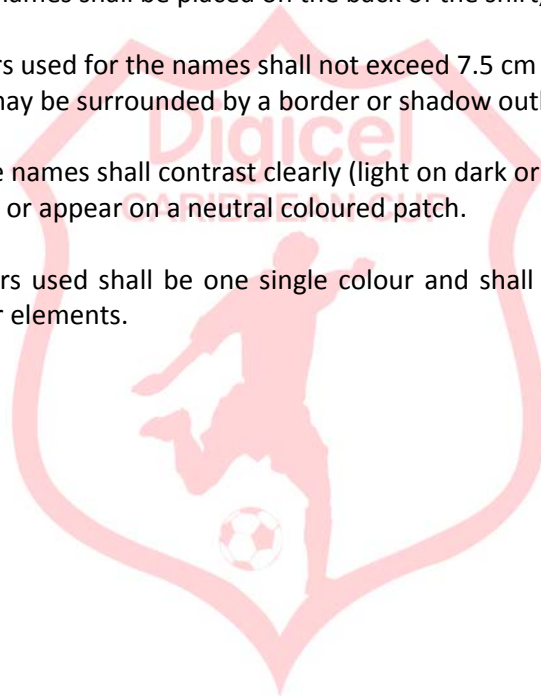 names shall be placed on the back of the shirt,
rs used for the names shall not exceed 7.5 cm
may be surrounded by a border or shadow outl
Digicel
e names shall contrast clearly (light on dark or
or appear on a neutral coloured patch.
CARIBBEAN CUP
rs used shall be one single colour and shall
r elements.